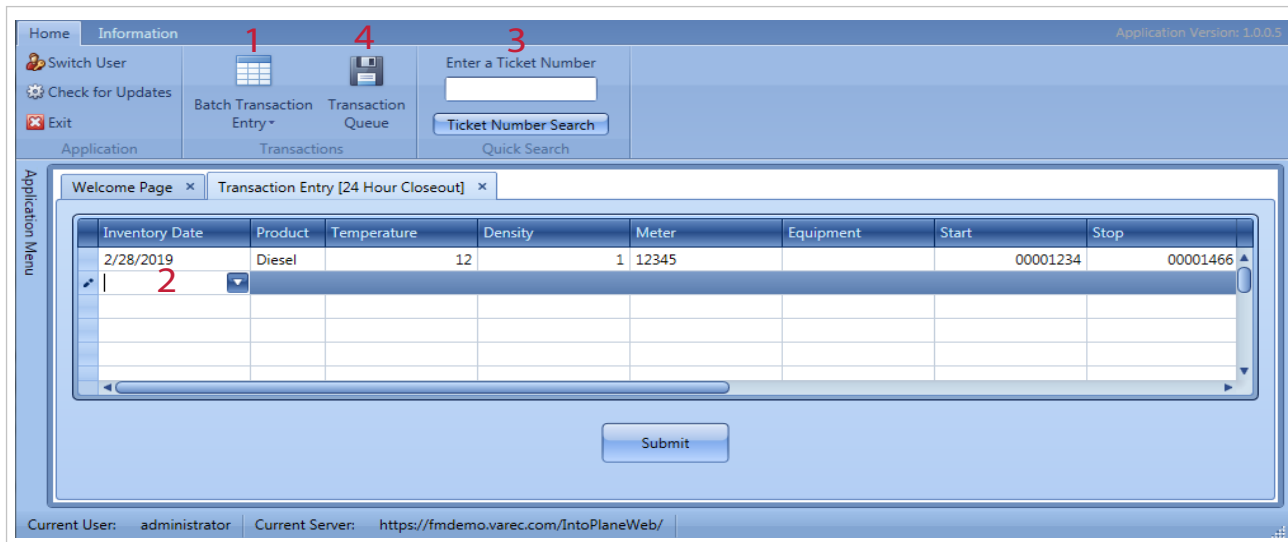 Home Information Application Version: 1.0.0.5
1 4 3
Switch User
Check for Updates
Exit
Application
Batch Transaction Entry
Transaction Queue
Transactions
Enter a Ticket Number
Ticket Number Search
Quick Search
Application Menu
Welcome Page × Transaction Entry [24 Hour Closeout] ×
Inventory Date Product Temperature Density Meter Equipment Start Stop
2/28/2019 Diesel 12 1 12345 00001234 00001466
2
Submit
Current User: administrator Current Server: https://fmdemo.varec.com/IntoPlaneWeb/